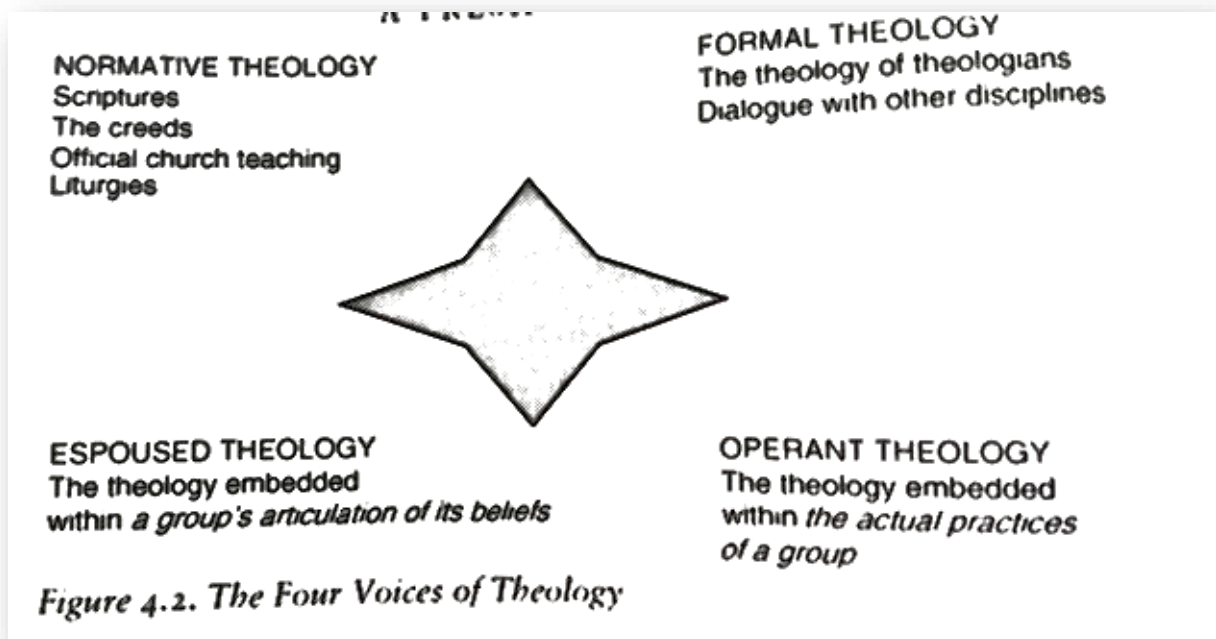 NORMATIVE THEOLOGY
Scriptures
The creeds
Official church teaching
Liturgies
FORMAL THEOLOGY
The theology of theologians
Dialogue with other disciplines
ESPOUSED THEOLOGY
The theology embedded
within a group's articulation of its beliefs
OPERANT THEOLOGY
The theology embedded
within the actual practices
of a group
Figure 4.2. The Four Voices of Theology